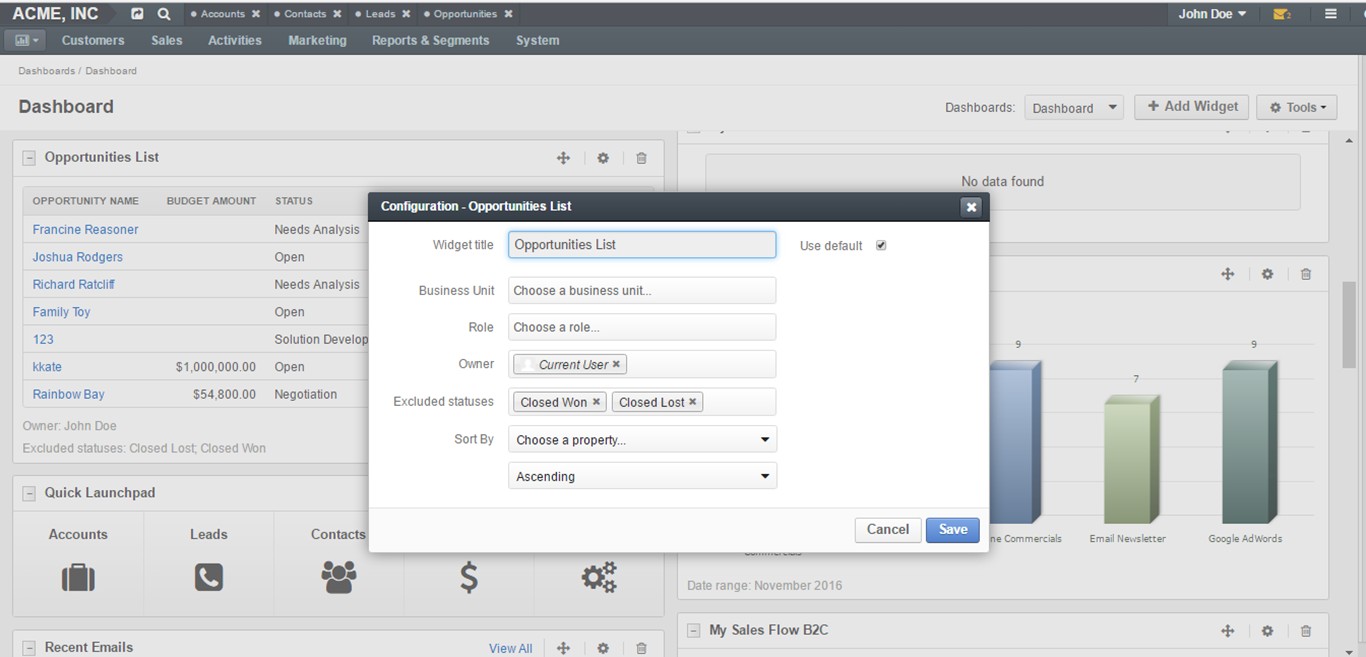 ACME, INC
Accounts
Contacts
Leads
Opportunities
John Doe
2
Customers Sales Activities Marketing Reports & Segments System
Dashboards / Dashboard
Dashboard
Dashboards: Dashboard
Add Widget
Tools
Opportunities List
OPPORTUNITY NAME BUDGET AMOUNT STATUS
Francine Reasoner Needs Analysis
Joshua Rodgers Open
Richard Ratcliff Needs Analysis
Family Toy Open
123 Solution Develop
kkate $1,000,000.00 Open
Rainbow Bay $54,800.00 Negotiation
Owner: John Doe
Excluded statuses: Closed Lost; Closed Won
Quick Launchpad
Accounts Leads Contacts
Recent Emails View All
Configuration - Opportunities List
Widget title Opportunities List Use default
Business Unit Choose a business unit...
Role Choose a role...
Owner Current User
Excluded statuses Closed Won Closed Lost
Sort By Choose a property...
Ascending
Cancel Save
No data found
9 7 9
ne Commercials Email Newsletter Google AdWords
Commercials
Date range: November 2016
My Sales Flow B2C